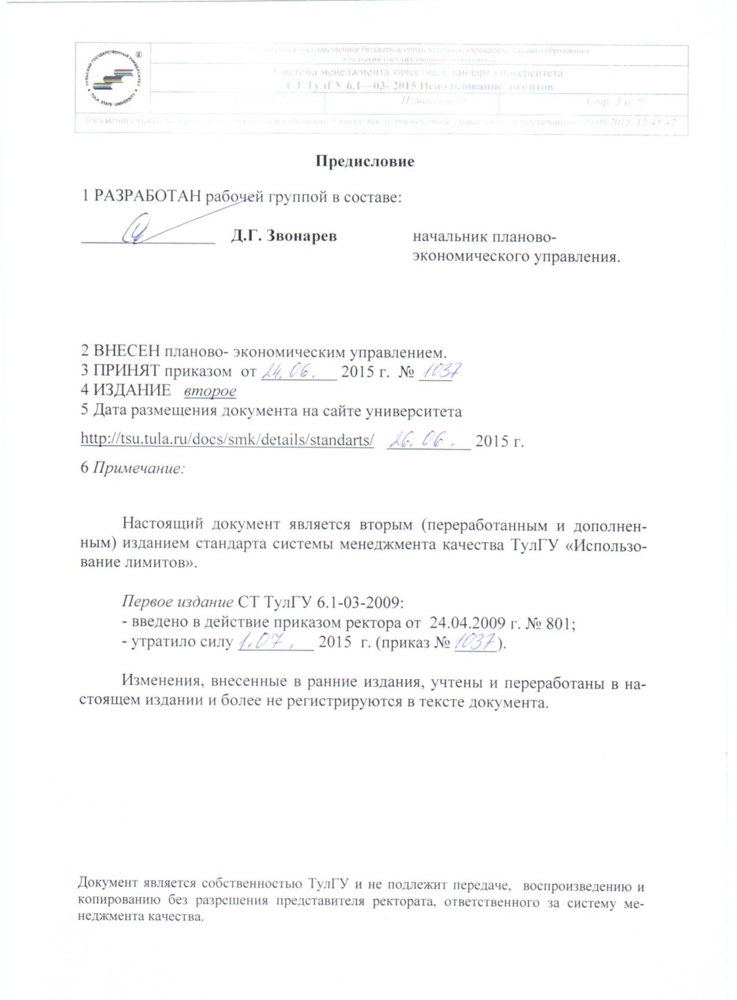 ТУЛЬСКИЙ ГОСУДАРСТВЕННЫЙ УНИВЕРСИТЕТ ®
TULA STATE UNIVERSITY
государственное бюджетное образовательное учреждение высшего образования
«Тульский государственный университет»
Система менеджмента качества. Стандарт университета.
СТ ТулГУ 6.1—03- 2015 Использование лимитов
Изменение 0
Стр. 3 из 9
Документ считается в течение 8 часов после распечатки. Дата и время распечатки: 10.06.2015, 12:45:42
Предисловие
1 РАЗРАБОТАН рабочей группой в составе:
Д.Г. Звонарев начальник планово-
экономического управления.
2 ВНЕСЕН планово- экономическим управлением.
3 ПРИНЯТ приказом от 24.06. 2015 г. № 1037
4 ИЗДАНИЕ второе
5 Дата размещения документа на сайте университета
http://tsu.tula.ru/docs/smk/details/standarts/ 26.06. 2015 г.
6 Примечание:
Настоящий документ является вторым (переработанным и дополнен-
ным) изданием стандарта системы менеджмента качества ТулГУ «Использо-
вание лимитов».
Первое издание СТ ТулГУ 6.1-03-2009:
- введено в действие приказом ректора от 24.04.2009 г. № 801;
- утратило силу 1.07. 2015 г. (приказ № 1037).
Изменения, внесенные в ранние издания, учтены и переработаны в на-
стоящем издании и более не регистрируются в тексте документа.
Документ является собственностью ТулГУ и не подлежит передаче, воспроизведению и
копированию без разрешения представителя ректората, ответственного за систему ме-
неджмента качества.